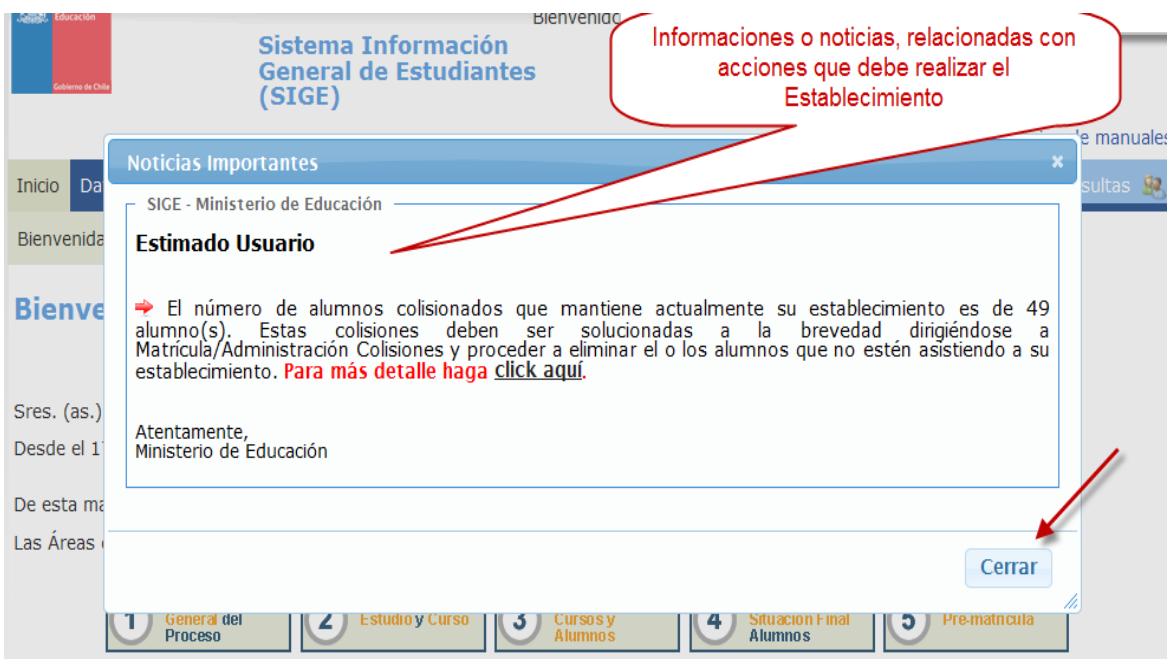 Educación
Gobierno de Chile
Bienvenido
Sistema Información
General de Estudiantes
(SIGE)
Informaciones o noticias, relacionadas con
acciones que debe realizar el
Establecimiento
de manuales
Noticias Importantes
Inicio Da
sultas
SIGE - Ministerio de Educación
Bienvenida
Estimado Usuario
Bienve
El número de alumnos colisionados que mantiene actualmente su establecimiento es de 49
alumno(s). Estas colisiones deben ser solucionadas a la brevedad dirigiéndose a
Matrícula/Administración Colisiones y proceder a eliminar el o los alumnos que no estén asistiendo a su
establecimiento. Para más detalle haga click aquí.
Sres. (as.)
Atentamente,
Desde el 1
Ministerio de Educación
De esta ma
Las Áreas
Cerrar
1 General del
Proceso
2 Estudio y Curso
3 Cursos y
Alumnos
4 Situación Final
Alumnos
5 Pre-matrícula